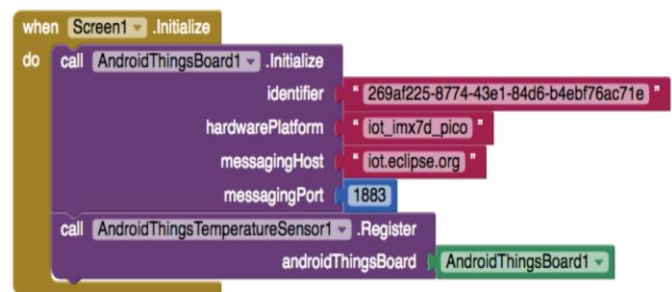 when Screen1 .Initialize
do call AndroidThingsBoard1 .Initialize
identifier " 269af225-8774-43e1-84d6-b4ebf76ac71e "
hardwarePlatform " iot_imx7d_pico "
messagingHost " iot.eclipse.org "
messagingPort 1883
call AndroidThingsTemperatureSensor1 .Register
androidThingsBoard AndroidThingsBoard1